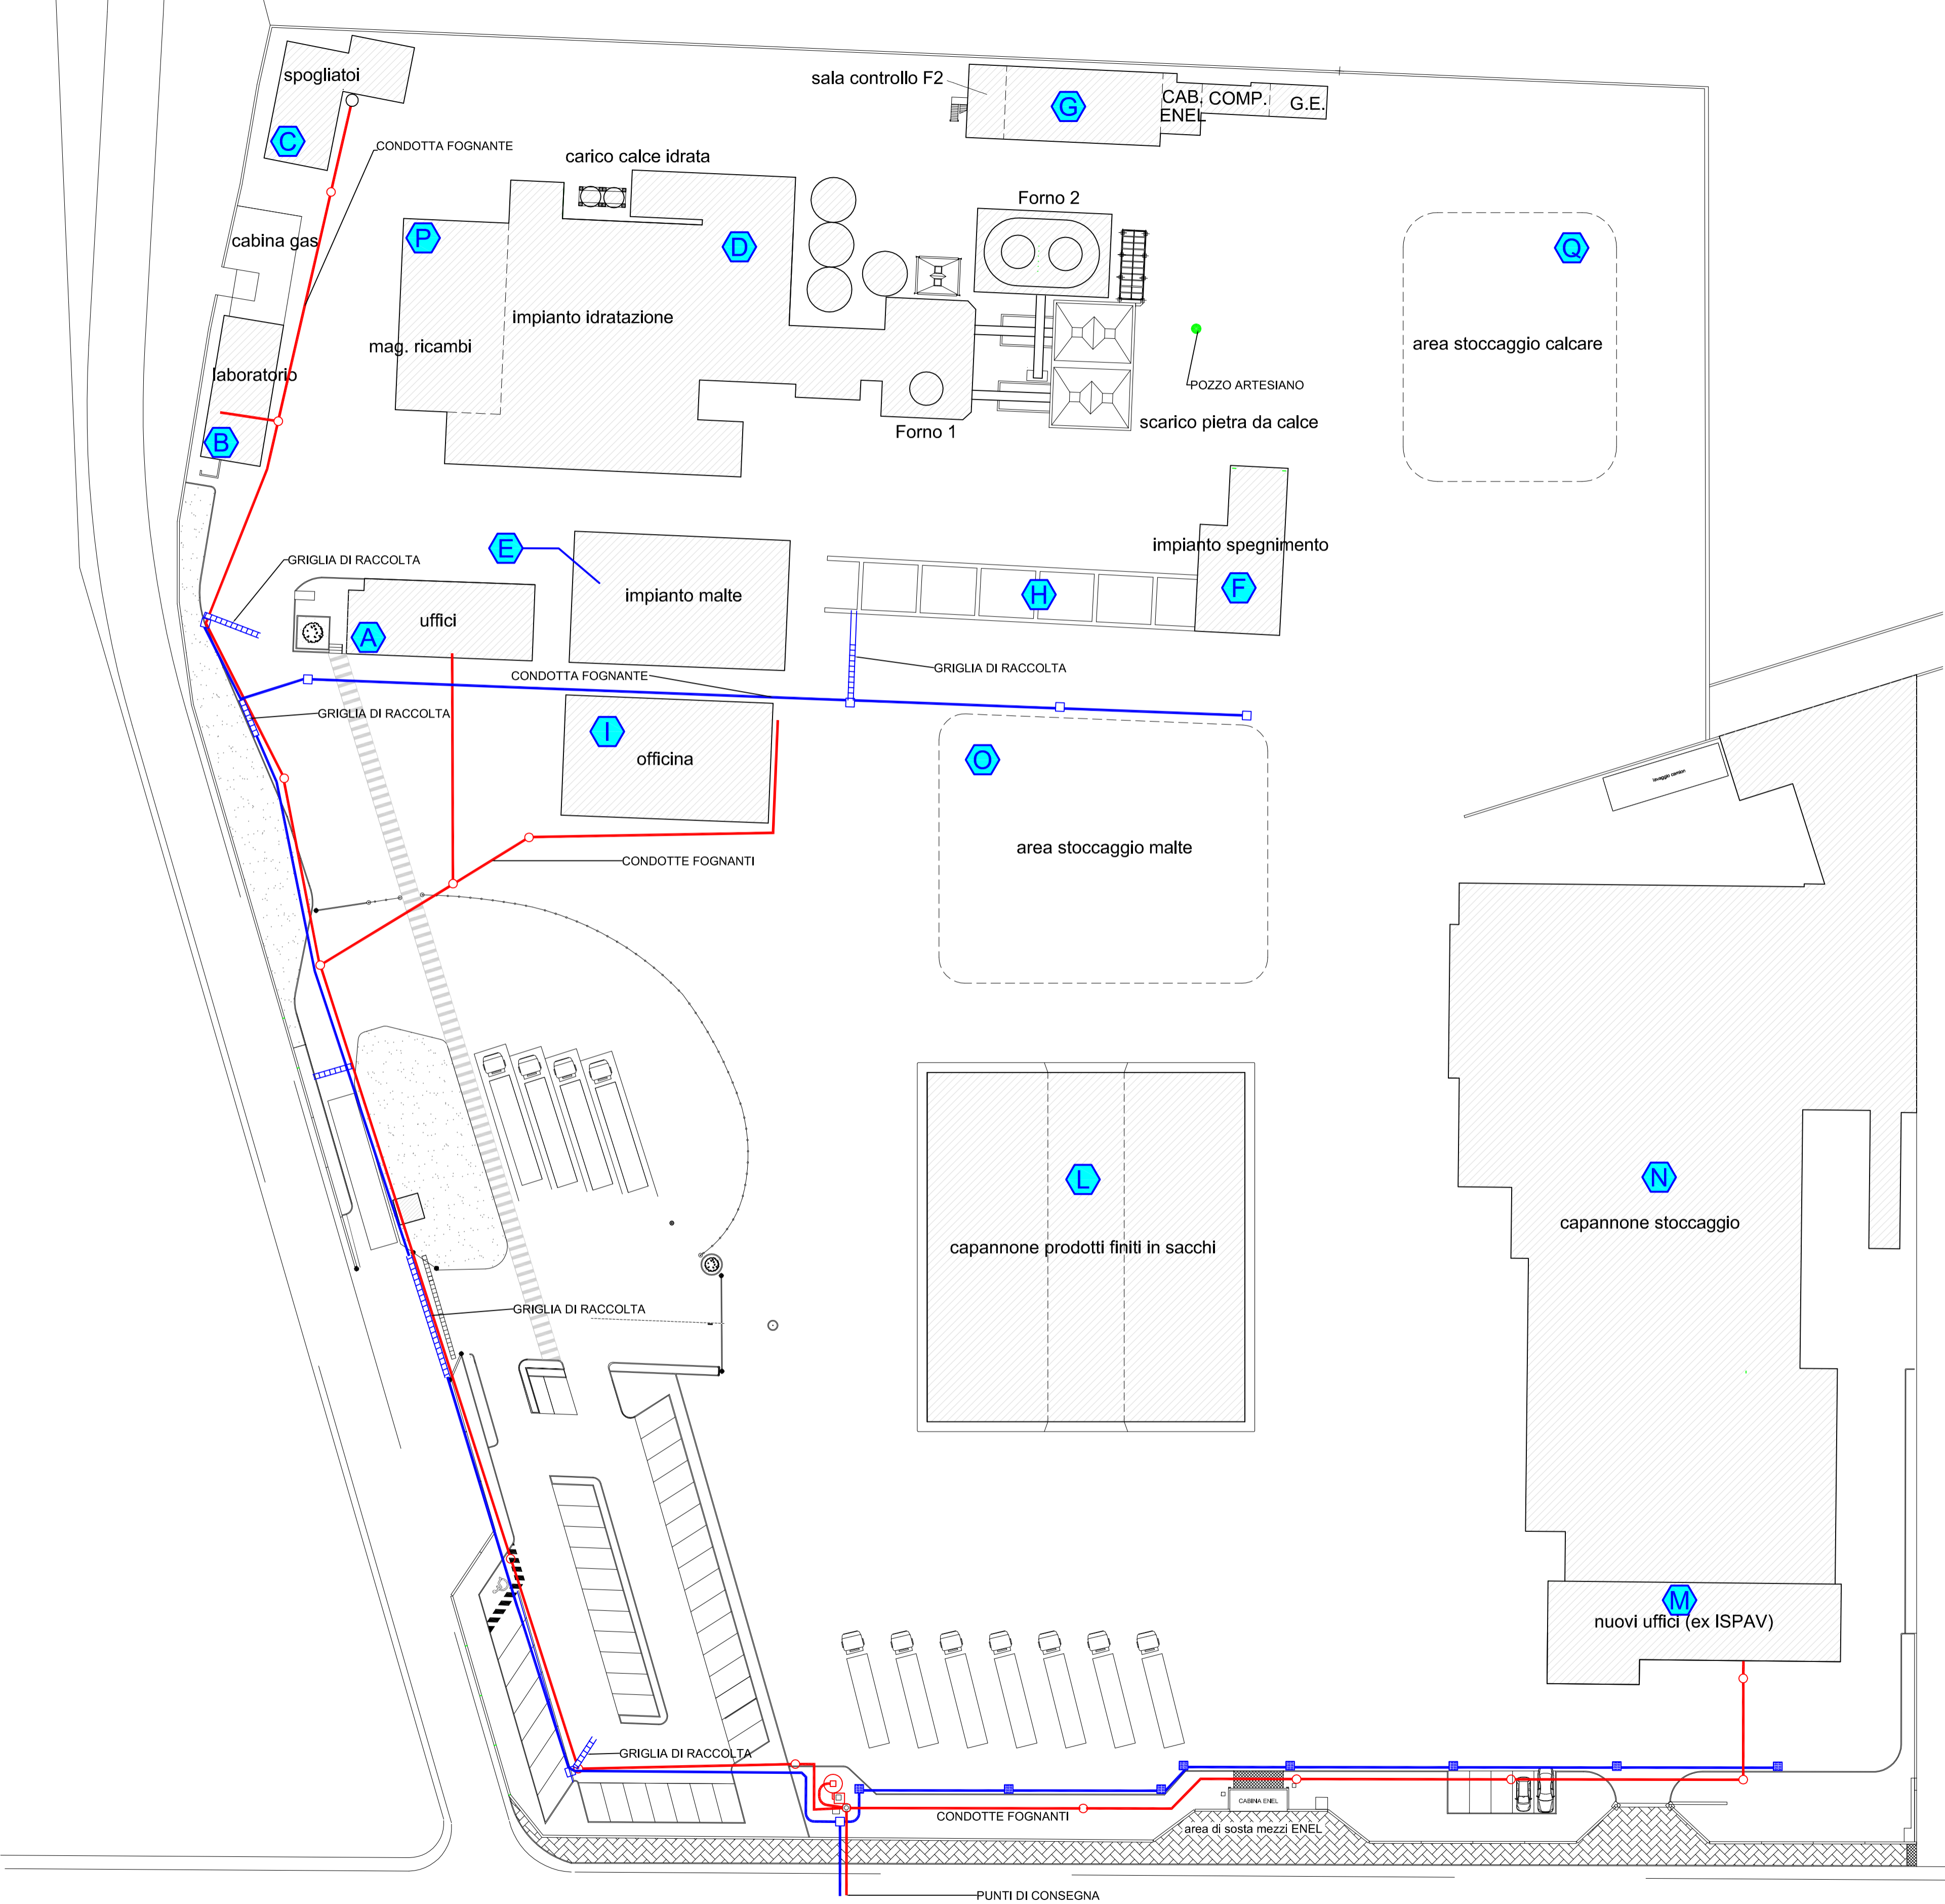 spogliatoi
C
CONDOTTA FOGNANTE
sala controllo F2
G
CAB.
ENEL
COMP.
G.E.
carico calce idrata
Forno 2
cabina gas
P
D
Q
impianto idratazione
mag. ricambi
area stoccaggio calcare
laboratorio
POZZO ARTESIANO
B
Forno 1
scarico pietra da calce
E
impianto spegnimento
GRIGLIA DI RACCOLTA
impianto malte
H
F
uffici
A
GRIGLIA DI RACCOLTA
CONDOTTA FOGNANTE
GRIGLIA DI RACCOLTA
I
officina
O
lavaggio camion
area stoccaggio malte
CONDOTTE FOGNANTI
L
N
capannone stoccaggio
capannone prodotti finiti in sacchi
GRIGLIA DI RACCOLTA
M
nuovi uffici (ex ISPAV)
GRIGLIA DI RACCOLTA
CABINA ENEL
CONDOTTE FOGNANTI
area di sosta mezzi ENEL
PUNTI DI CONSEGNA